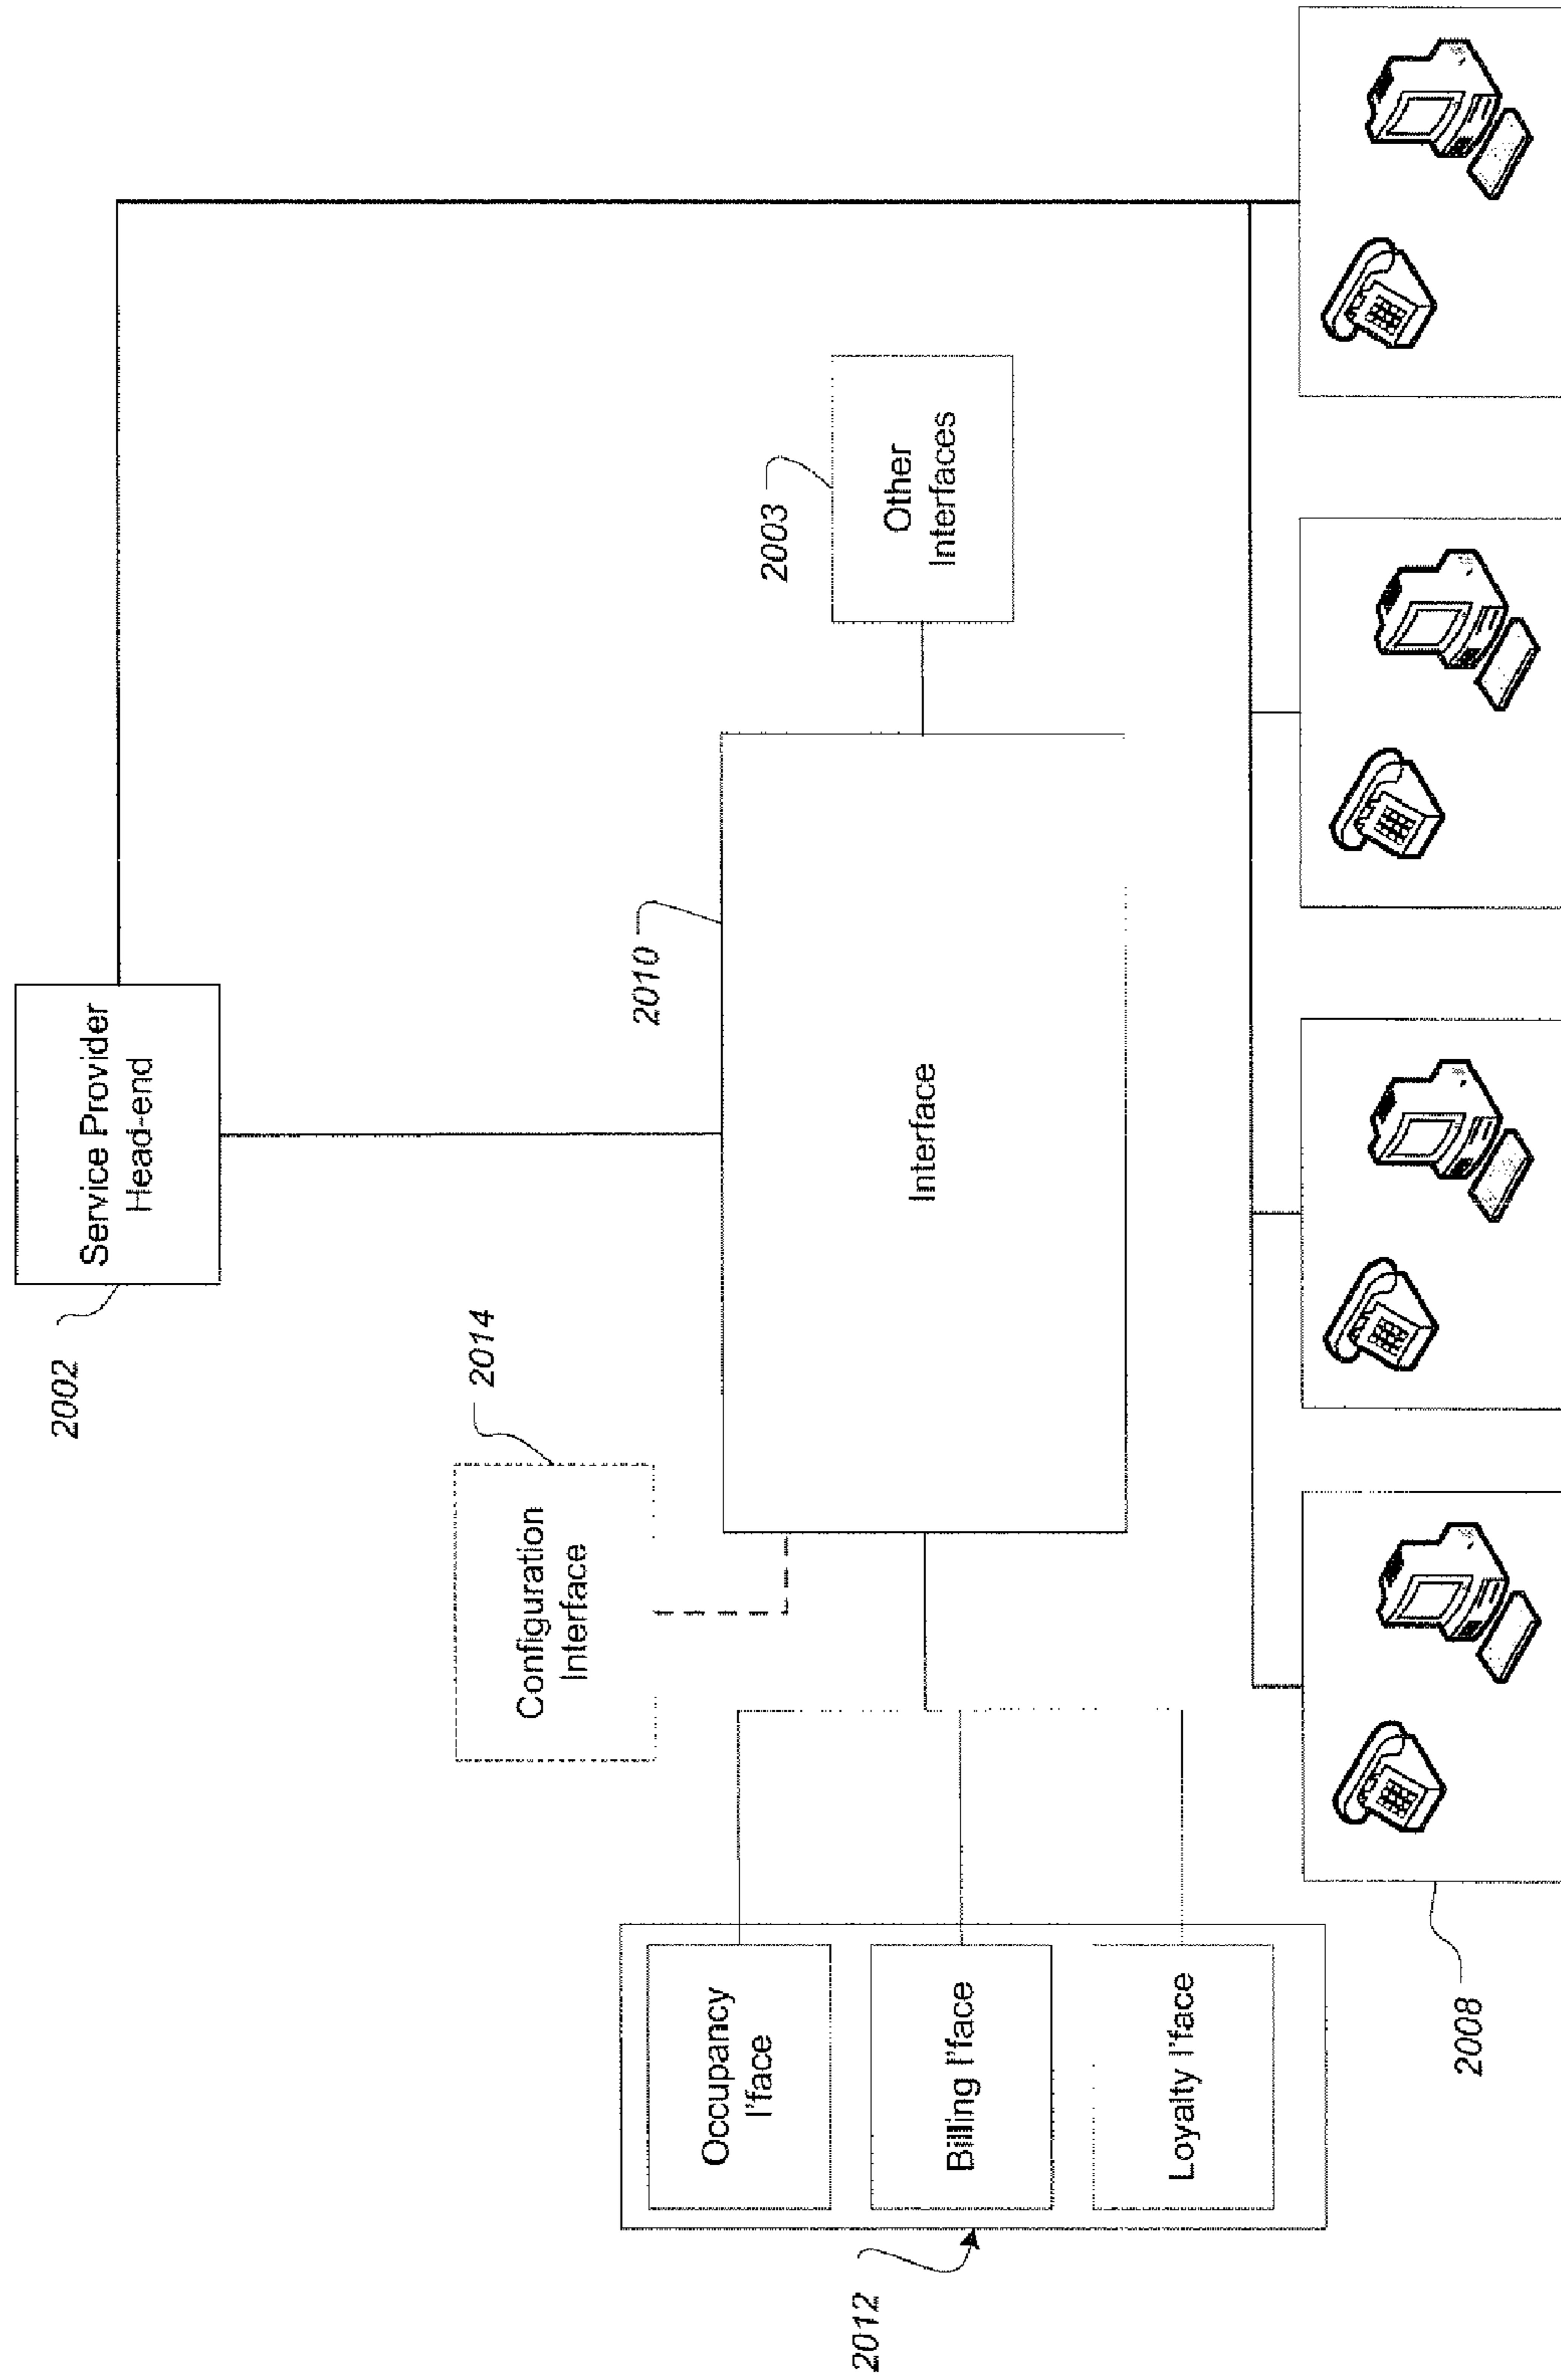 2002
Service Provider
Head-end
2014
Configuration
Interface
2010
Interface
2003
Other
Interfaces
2012
Occupancy
I'face
Billing I'face
Loyalty I'face
2008